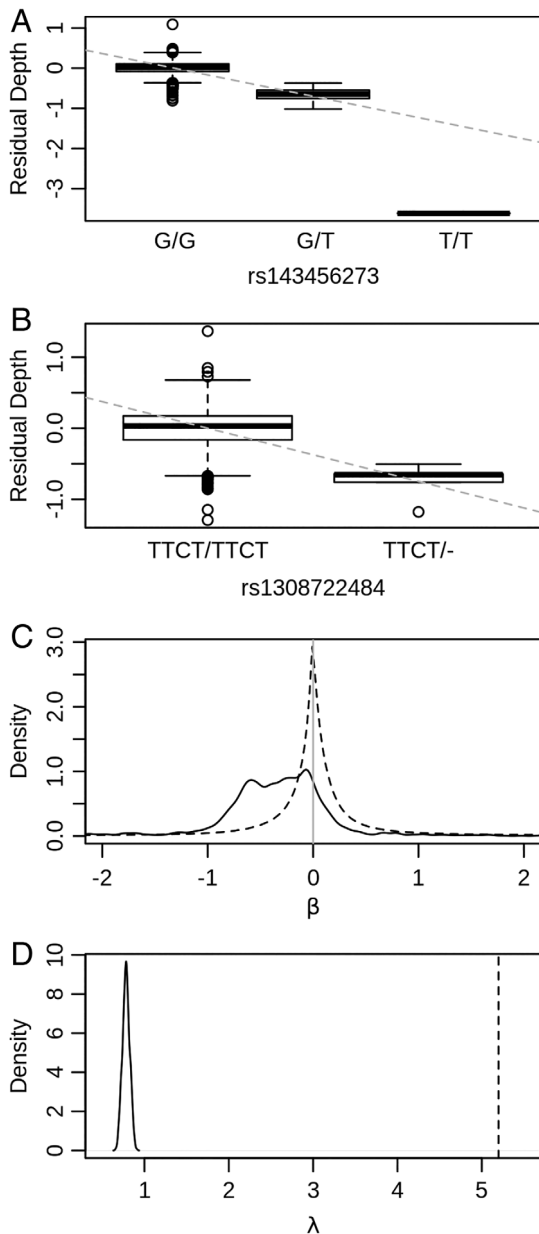 A
Residual Depth
1
0
-1
-2
-3
G/G G/T T/T
rs143456273
B
Residual Depth
1.0
0.0
-1.0
TTCT/TTCT TTCT/-
rs1308722484
C
Density
3.0
2.0
1.0
0.0
-2 -1 0 1 2
β
D
Density
10
8
6
4
2
0
1 2 3 4 5
λ